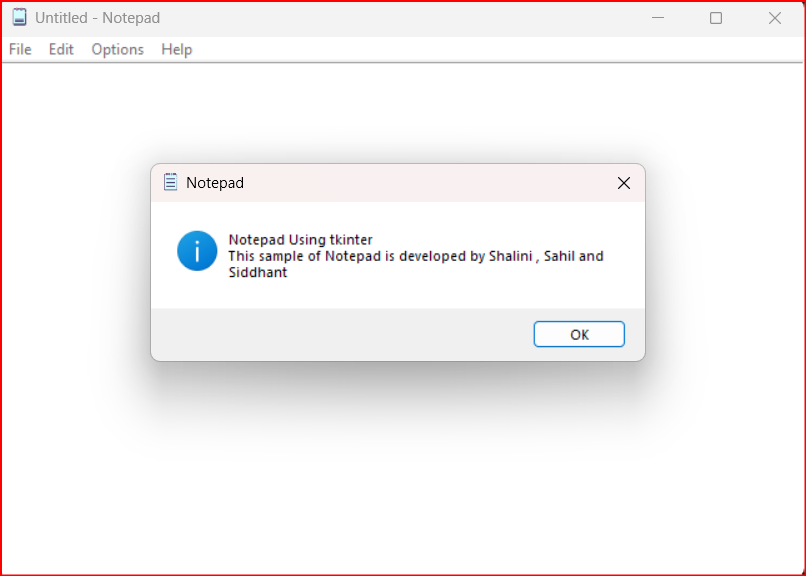 Untitled - Notepad
File Edit Options Help
Notepad
Notepad Using tkinter
This sample of Notepad is developed by Shalini , Sahil and
Siddhant
OK